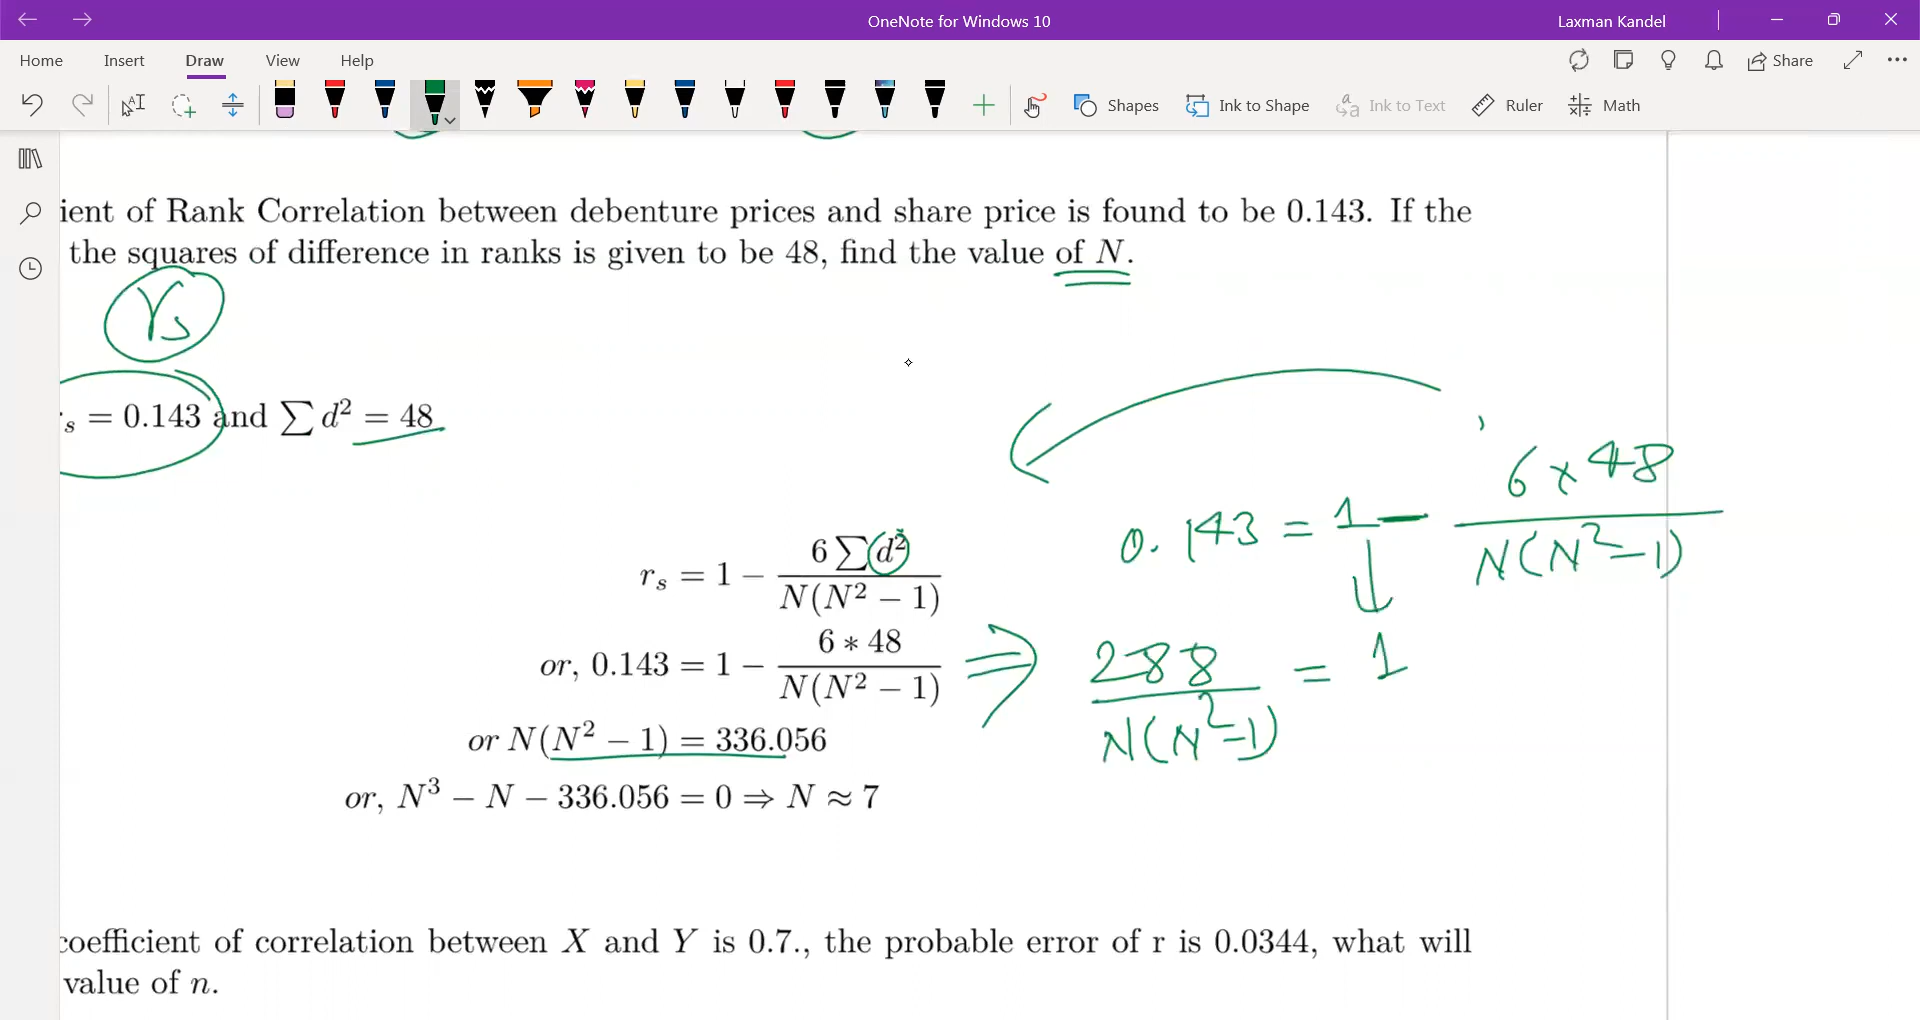 OneNote for Windows 10
Laxman Kandel
Home Insert Draw View Help
Share
Shapes Ink to Shape Ink to Text Ruler Math
ient of Rank Correlation between debenture prices and share price is found to be 0.143. If the
the squares of difference in ranks is given to be 48, find the value of N.
rs
s = 0.143 and ∑ d² = 48
6 × 48
0.143 = 1 − ————
N(N² − 1)
6 ∑ d²
rs = 1 − ————
N(N² − 1)
6 * 48
or, 0.143 = 1 − ————
N(N² − 1)
⇒ 288 / N(N² − 1) = 1
or N(N² − 1) = 336.056
or, N³ − N − 336.056 = 0 ⇒ N ≈ 7
coefficient of correlation between X and Y is 0.7., the probable error of r is 0.0344, what will
value of n.